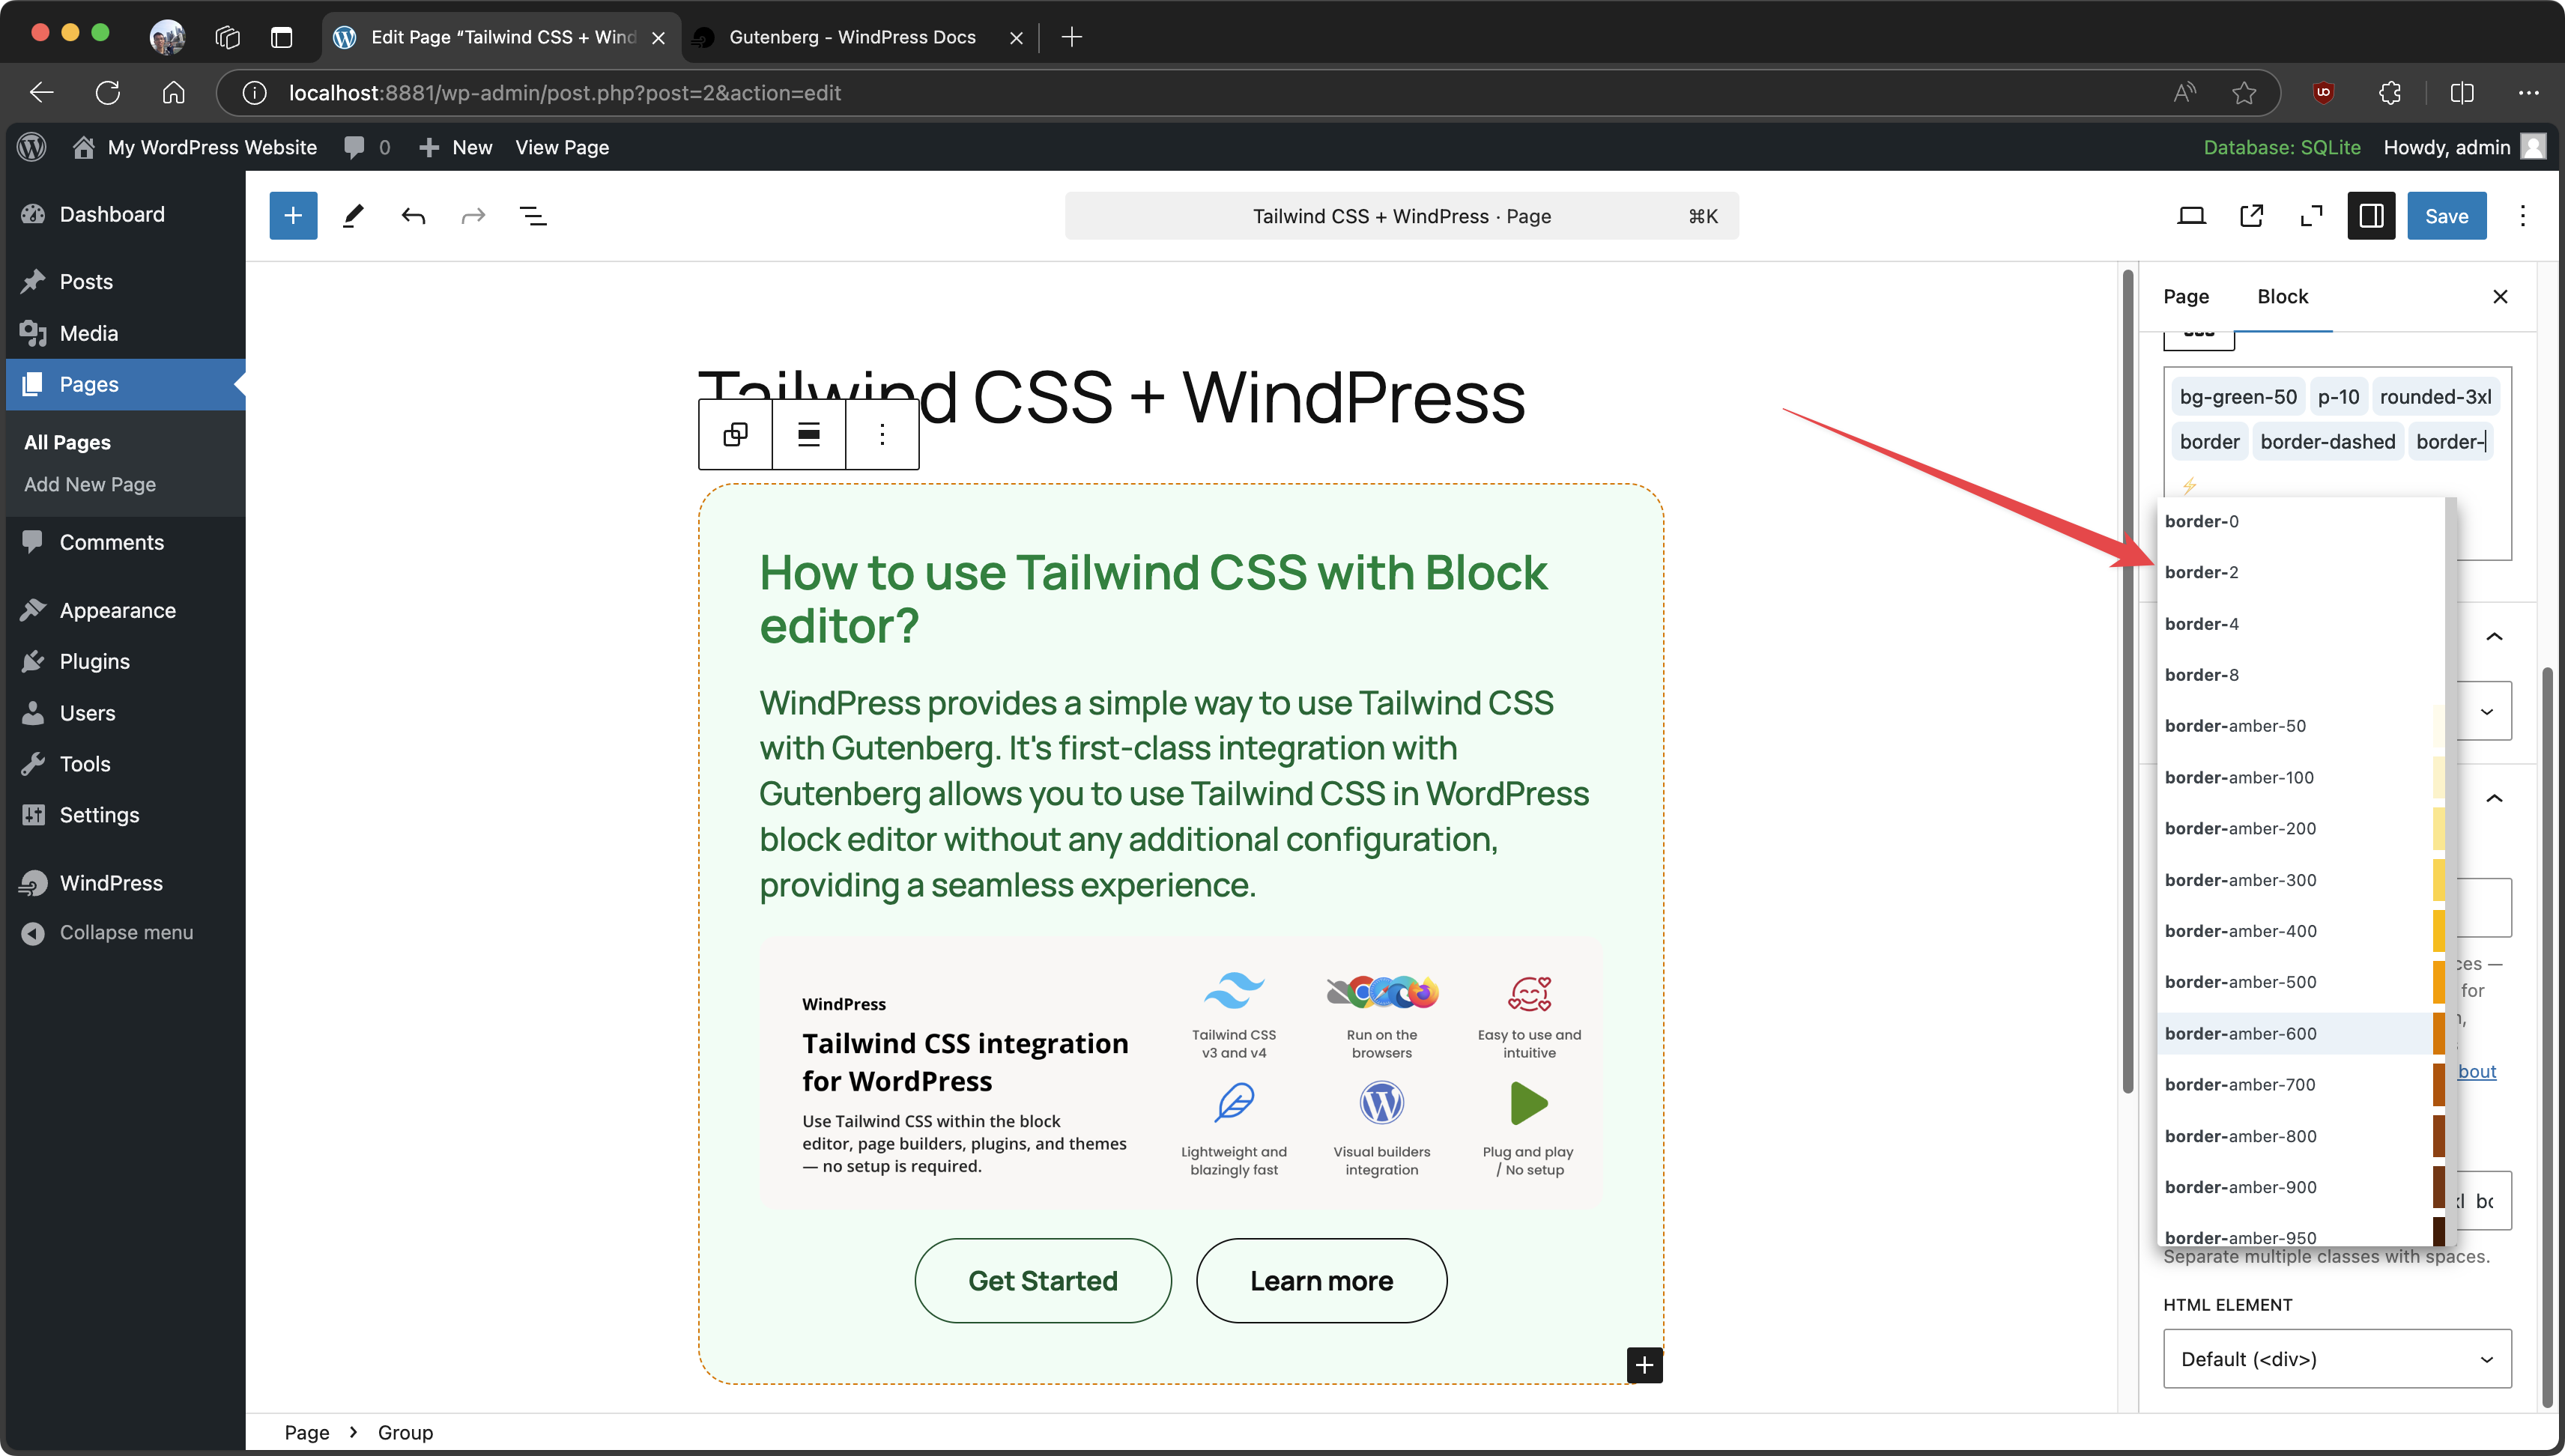 Edit Page “Tailwind CSS + Wind
Gutenberg - WindPress Docs
localhost:8881/wp-admin/post.php?post=2&action=edit
My WordPress Website
0
New
View Page
Database: SQLite
Howdy, admin
Dashboard
Posts
Media
Pages
All Pages
Add New Page
Comments
Appearance
Plugins
Users
Tools
Settings
WindPress
Collapse menu
Tailwind CSS + WindPress · Page
⌘K
Save
Tailwind CSS + WindPress
How to use Tailwind CSS with Block
editor?
WindPress provides a simple way to use Tailwind CSS
with Gutenberg. It's first-class integration with
Gutenberg allows you to use Tailwind CSS in WordPress
block editor without any additional configuration,
providing a seamless experience.
WindPress
Tailwind CSS integration
for WordPress
Use Tailwind CSS within the block
editor, page builders, plugins, and themes
— no setup is required.
Tailwind CSS
v3 and v4
Run on the
browsers
Easy to use and
intuitive
Lightweight and
blazingly fast
Visual builders
integration
Plug and play
/ No setup
Get Started
Learn more
Page
Block
bg-green-50
p-10
rounded-3xl
border
border-dashed
border-
border-0
border-2
border-4
border-8
border-amber-50
border-amber-100
border-amber-200
border-amber-300
border-amber-400
border-amber-500
border-amber-600
border-amber-700
border-amber-800
border-amber-900
border-amber-950
for
bout
Separate multiple classes with spaces.
HTML ELEMENT
Default (<div>)
Page > Group